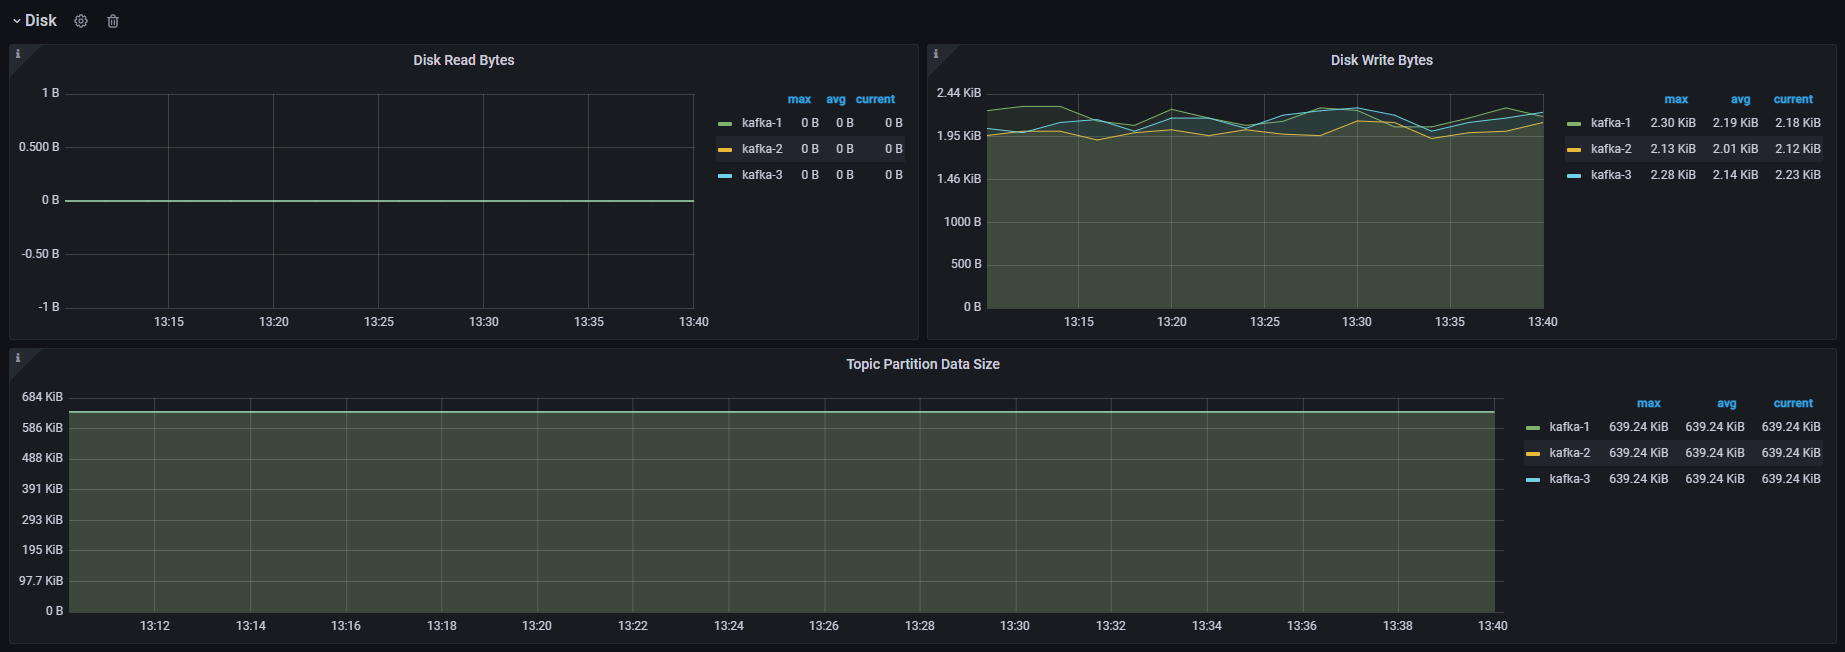 Disk
Disk Read Bytes
1 B
0.500 B
0 B
-0.50 B
-1 B
13:15 13:20 13:25 13:30 13:35 13:40
max avg current
kafka-1 0 B 0 B 0 B
kafka-2 0 B 0 B 0 B
kafka-3 0 B 0 B 0 B
Disk Write Bytes
2.44 KiB
1.95 KiB
1.46 KiB
1000 B
500 B
0 B
13:15 13:20 13:25 13:30 13:35 13:40
max avg current
kafka-1 2.30 KiB 2.19 KiB 2.18 KiB
kafka-2 2.13 KiB 2.01 KiB 2.12 KiB
kafka-3 2.28 KiB 2.14 KiB 2.23 KiB
Topic Partition Data Size
684 KiB
586 KiB
488 KiB
391 KiB
293 KiB
195 KiB
97.7 KiB
0 B
13:12 13:14 13:16 13:18 13:20 13:22 13:24 13:26 13:28 13:30 13:32 13:34 13:36 13:38 13:40
max avg current
kafka-1 639.24 KiB 639.24 KiB 639.24 KiB
kafka-2 639.24 KiB 639.24 KiB 639.24 KiB
kafka-3 639.24 KiB 639.24 KiB 639.24 KiB